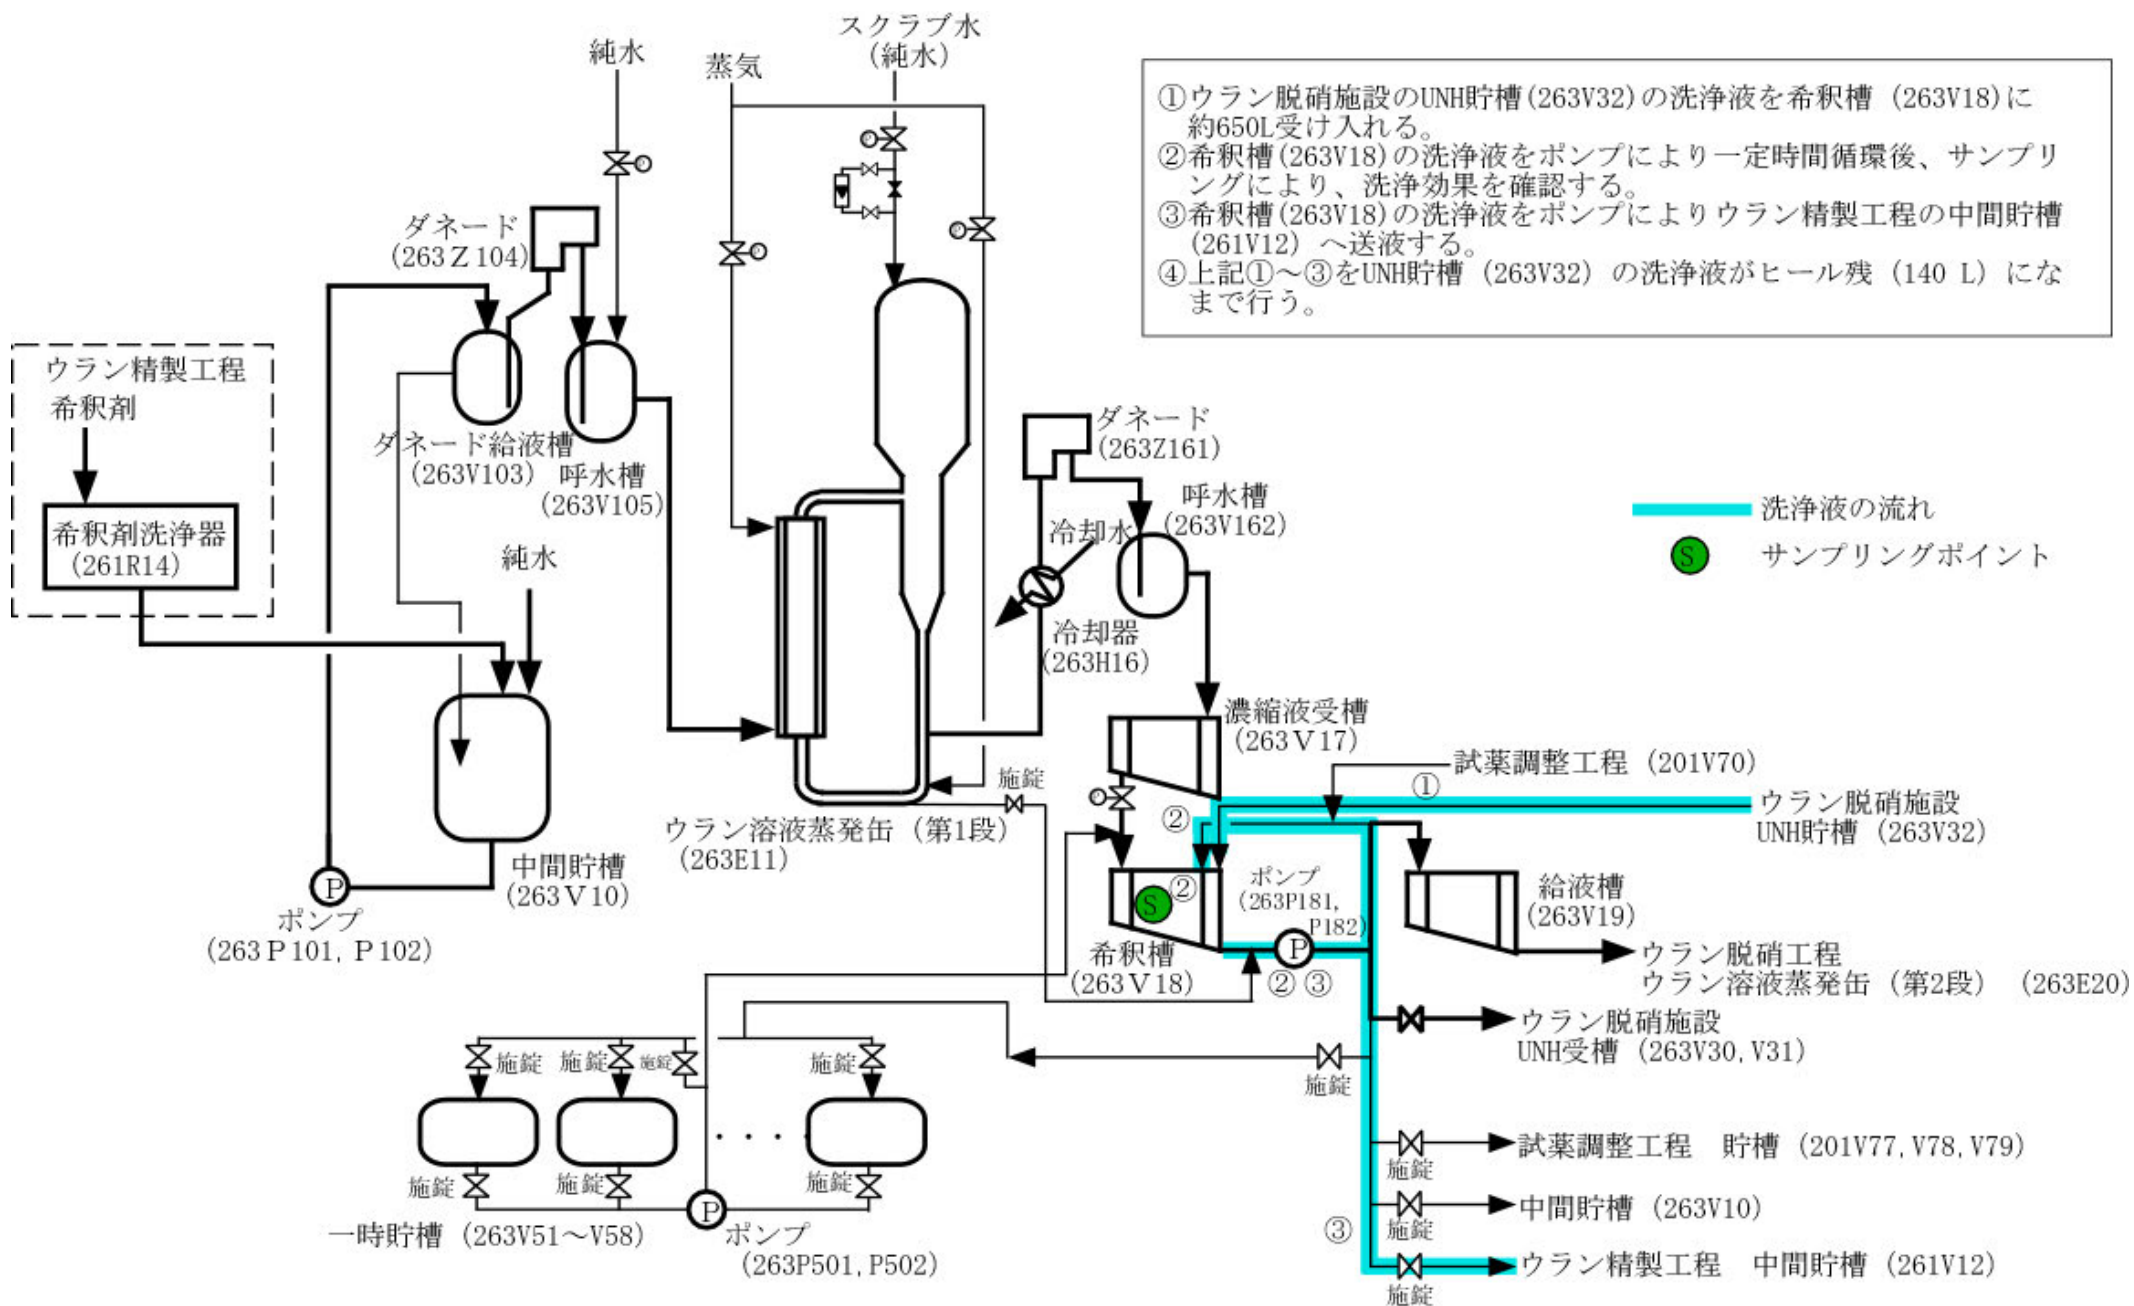 スクラブ水
(純水)
純水
蒸気
①ウラン脱硝施設のUNH貯槽(263V32)の洗浄液を希釈槽 (263V18)に
約650L受け入れる。
②希釈槽(263V18)の洗浄液をポンプにより一定時間循環後、サンプリ
ングにより、洗浄効果を確認する。
③希釈槽(263V18)の洗浄液をポンプによりウラン精製工程の中間貯槽
(261V12) へ送液する。
④上記①～③をUNH貯槽 (263V32) の洗浄液がヒール残 (140 L) にな
まで行う。
P
P
P
P
ダネード
(263Z104)
ウラン精製工程
希釈剤
希釈剤洗浄器
(261R14)
ダネード給液槽
(263V103)
呼水槽
(263V105)
純水
ダネード
(263Z161)
呼水槽
(263V162)
冷却水
冷却器
(263H16)
洗浄液の流れ
S
サンプリングポイント
濃縮液受槽
(263V17)
施錠
P
試薬調整工程 (201V70)
①
ウラン脱硝施設
UNH貯槽 (263V32)
②
ウラン溶液蒸発缶 (第1段)
(263E11)
中間貯槽
(263V10)
P
ポンプ
(263P101, P102)
S
②
ポンプ
(263P181,
P182)
P
② ③
希釈槽
(263V18)
給液槽
(263V19)
ウラン脱硝工程
ウラン溶液蒸発缶 (第2段) (263E20)
ウラン脱硝施設
UNH受槽 (263V30, V31)
施錠
施錠
施錠
施錠
施錠
. . . .
施錠
施錠
施錠
一時貯槽 (263V51～V58)
P
ポンプ
(263P501, P502)
試薬調整工程 貯槽 (201V77, V78, V79)
施錠
中間貯槽 (263V10)
施錠
③
ウラン精製工程 中間貯槽 (261V12)
施錠